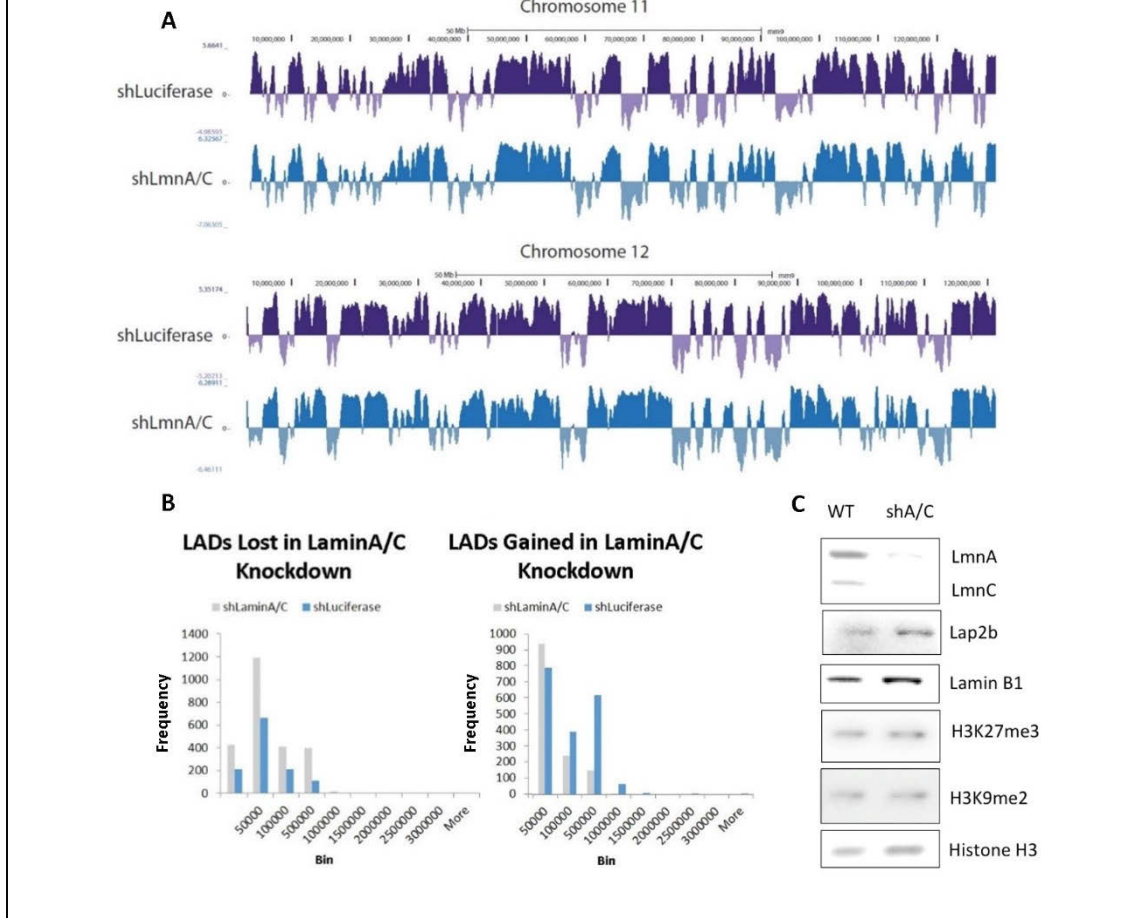 A
Chromosome 11
50 Mb mm9
10,000,000 20,000,000 30,000,000 40,000,000 50,000,000 60,000,000 70,000,000 80,000,000 90,000,000 100,000,000 110,000,000 120,000,000
5.6641
shLuciferase 0
6.32567
shLmnA/C 0
-7.06305
Chromosome 12
50 Mb mm9
10,000,000 20,000,000 30,000,000 40,000,000 50,000,000 60,000,000 70,000,000 80,000,000 90,000,000 100,000,000 110,000,000 120,000,000
5.35174
shLuciferase 0
-5.20213
6.28911
shLmnA/C 0
-6.46111
B
LADs Lost in LaminA/C
Knockdown
shLaminA/C shLuciferase
1400
1200
1000
800
600
400
200
0
Frequency
50000 100000 500000 1000000 1500000 2000000 2500000 3000000 More
Bin
LADs Gained in LaminA/C
Knockdown
shLaminA/C shLuciferase
1000
900
800
700
600
500
400
300
200
100
0
Frequency
50000 100000 500000 1000000 1500000 2000000 2500000 3000000 More
Bin
C WT shA/C
LmnA
LmnC
Lap2b
Lamin B1
H3K27me3
H3K9me2
Histone H3